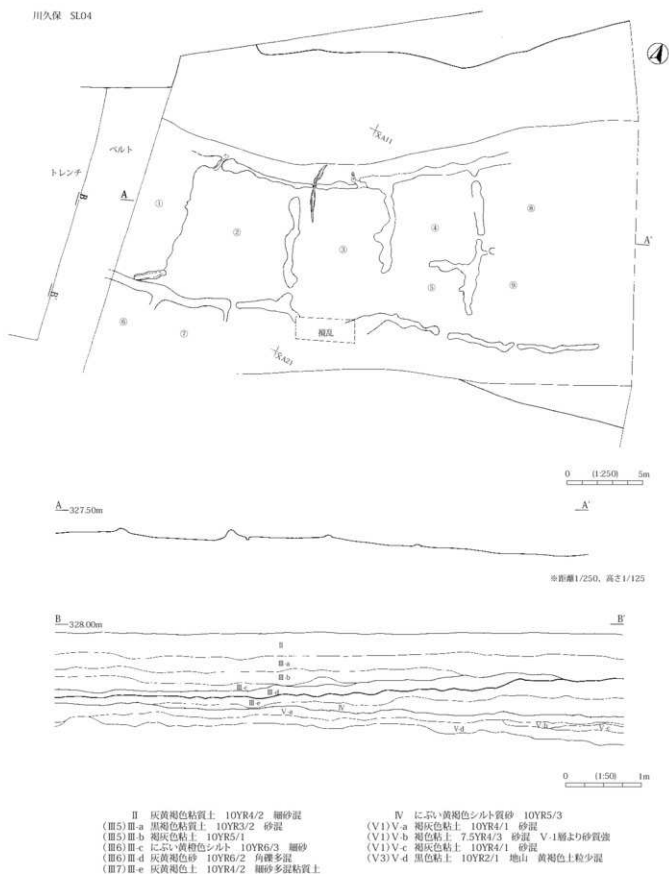 川久保 SL04
XA11
ベルト
トレンチ
B
A
①
②
③
④
⑧
A'
⑤
⑨
B'
⑥
⑦
撹乱
XA21
0 (1:250) 5m
A 327.50m A'
※距離1/250、高さ1/125
B 328.00m B'
Ⅱ
Ⅲ-a
Ⅲ-b
Ⅲ-c
Ⅲ-d
Ⅲ-e
Ⅳ
V-a
V-b
V-c
V-d
0 (1:50) 1m
Ⅱ 灰黄褐色粘質土 10YR4/2 細砂混
(Ⅲ5)Ⅲ-a 黒褐色粘質土 10YR3/2 砂混
(Ⅲ5)Ⅲ-b 褐灰色粘土 10YR5/1
(Ⅲ6)Ⅲ-c にぶい黄橙色シルト 10YR6/3 細砂
(Ⅲ6)Ⅲ-d 灰黄褐色砂 10YR6/2 角礫多混
(Ⅲ7)Ⅲ-e 灰黄褐色土 10YR4/2 細砂多混粘質土
Ⅳ にぶい黄褐色シルト質砂 10YR5/3
(V1)V-a 褐灰色粘土 10YR4/1 砂混
(V1)V-b 褐色粘土 7.5YR4/3 砂混 V-1層より砂質強
(V1)V-c 褐灰色粘土 10YR4/1 砂混
(V3)V-d 黒色粘土 10YR2/1 地山 黄褐色土粒少混